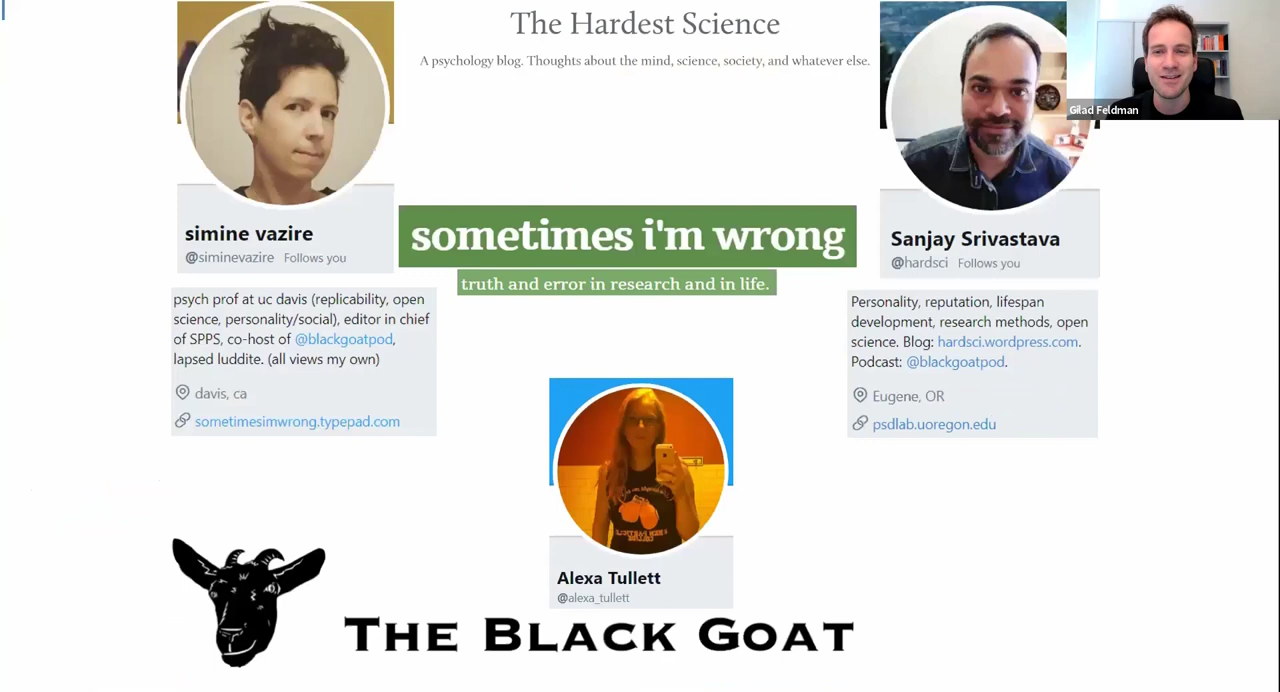 The Hardest Science
A psychology blog. Thoughts about the mind, science, society, and whatever else.
Gilad Feldman
simine vazire
@siminevazire Follows you
sometimes i'm wrong
truth and error in research and in life.
Sanjay Srivastava
@hardsci Follows you
psych prof at uc davis (replicability, open
science, personality/social), editor in chief
of SPPS, co-host of @blackgoatpod,
lapsed luddite. (all views my own)
davis, ca
sometimesimwrong.typepad.com
Personality, reputation, lifespan
development, research methods, open
science. Blog: hardsci.wordpress.com.
Podcast: @blackgoatpod.
Eugene, OR
psdlab.uoregon.edu
Alexa Tullett
@alexa_tullett
THE BLACK GOAT